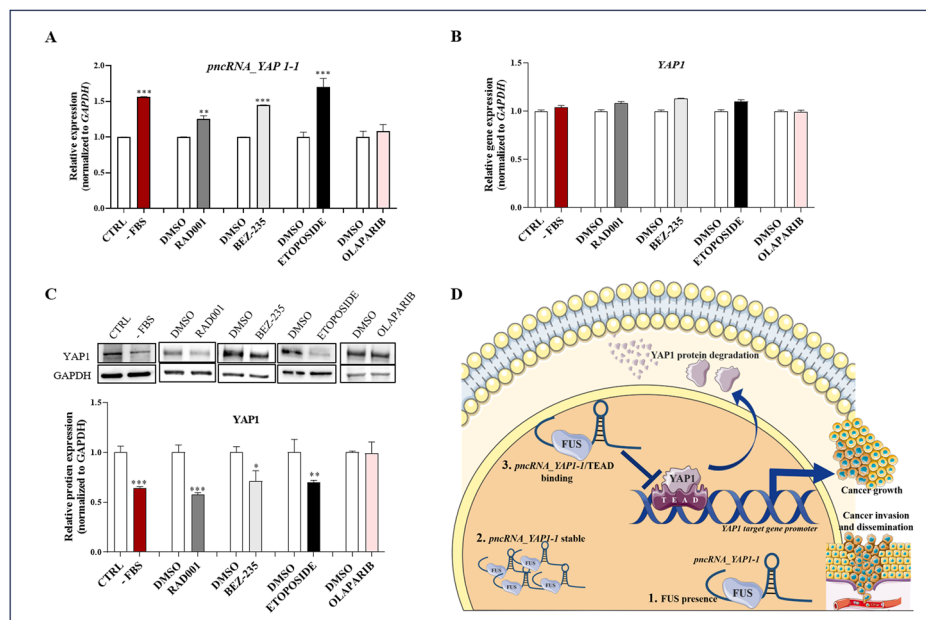 A
pncRNA_YAP 1-1
Relative expression
(normalized to GAPDH)
2.0
1.5
1.0
0.5
0.0
***
**
***
***
CTRL
- FBS
DMSO
RAD001
DMSO
BEZ-235
DMSO
ETOPOSIDE
DMSO
OLAPARIB
B
YAP1
Relative gene expression
(normalized to GAPDH)
1.5
1.0
0.5
0.0
CTRL
- FBS
DMSO
RAD001
DMSO
BEZ-235
DMSO
ETOPOSIDE
DMSO
OLAPARIB
C
CTRL
- FBS
DMSO
RAD001
DMSO
BEZ-235
DMSO
ETOPOSIDE
DMSO
OLAPARIB
YAP1
GAPDH
YAP1
Relative protien expression
(normalized to GAPDH)
1.5
1.0
0.5
0.0
***
***
*
**
CTRL
- FBS
DMSO
RAD001
DMSO
BEZ-235
DMSO
ETOPOSIDE
DMSO
OLAPARIB
D
YAP1 protein degradation
FUS
3. pncRNA_YAP1-1/TEAD
binding
YAP1
T E A D
YAP1 target gene promoter
Cancer growth
Cancer invasion
and dissemination
2. pncRNA_YAP1-1 stable
FUS
FUS
FUS
FUS
FUS
pncRNA_YAP1-1
1. FUS presence
FUS